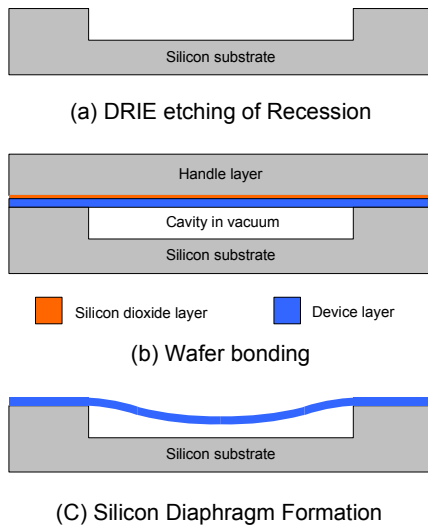 Silicon substrate
(a) DRIE etching of Recession
Handle layer
Cavity in vacuum
Silicon substrate
Silicon dioxide layer
Device layer
(b) Wafer bonding
Silicon substrate
(C) Silicon Diaphragm Formation